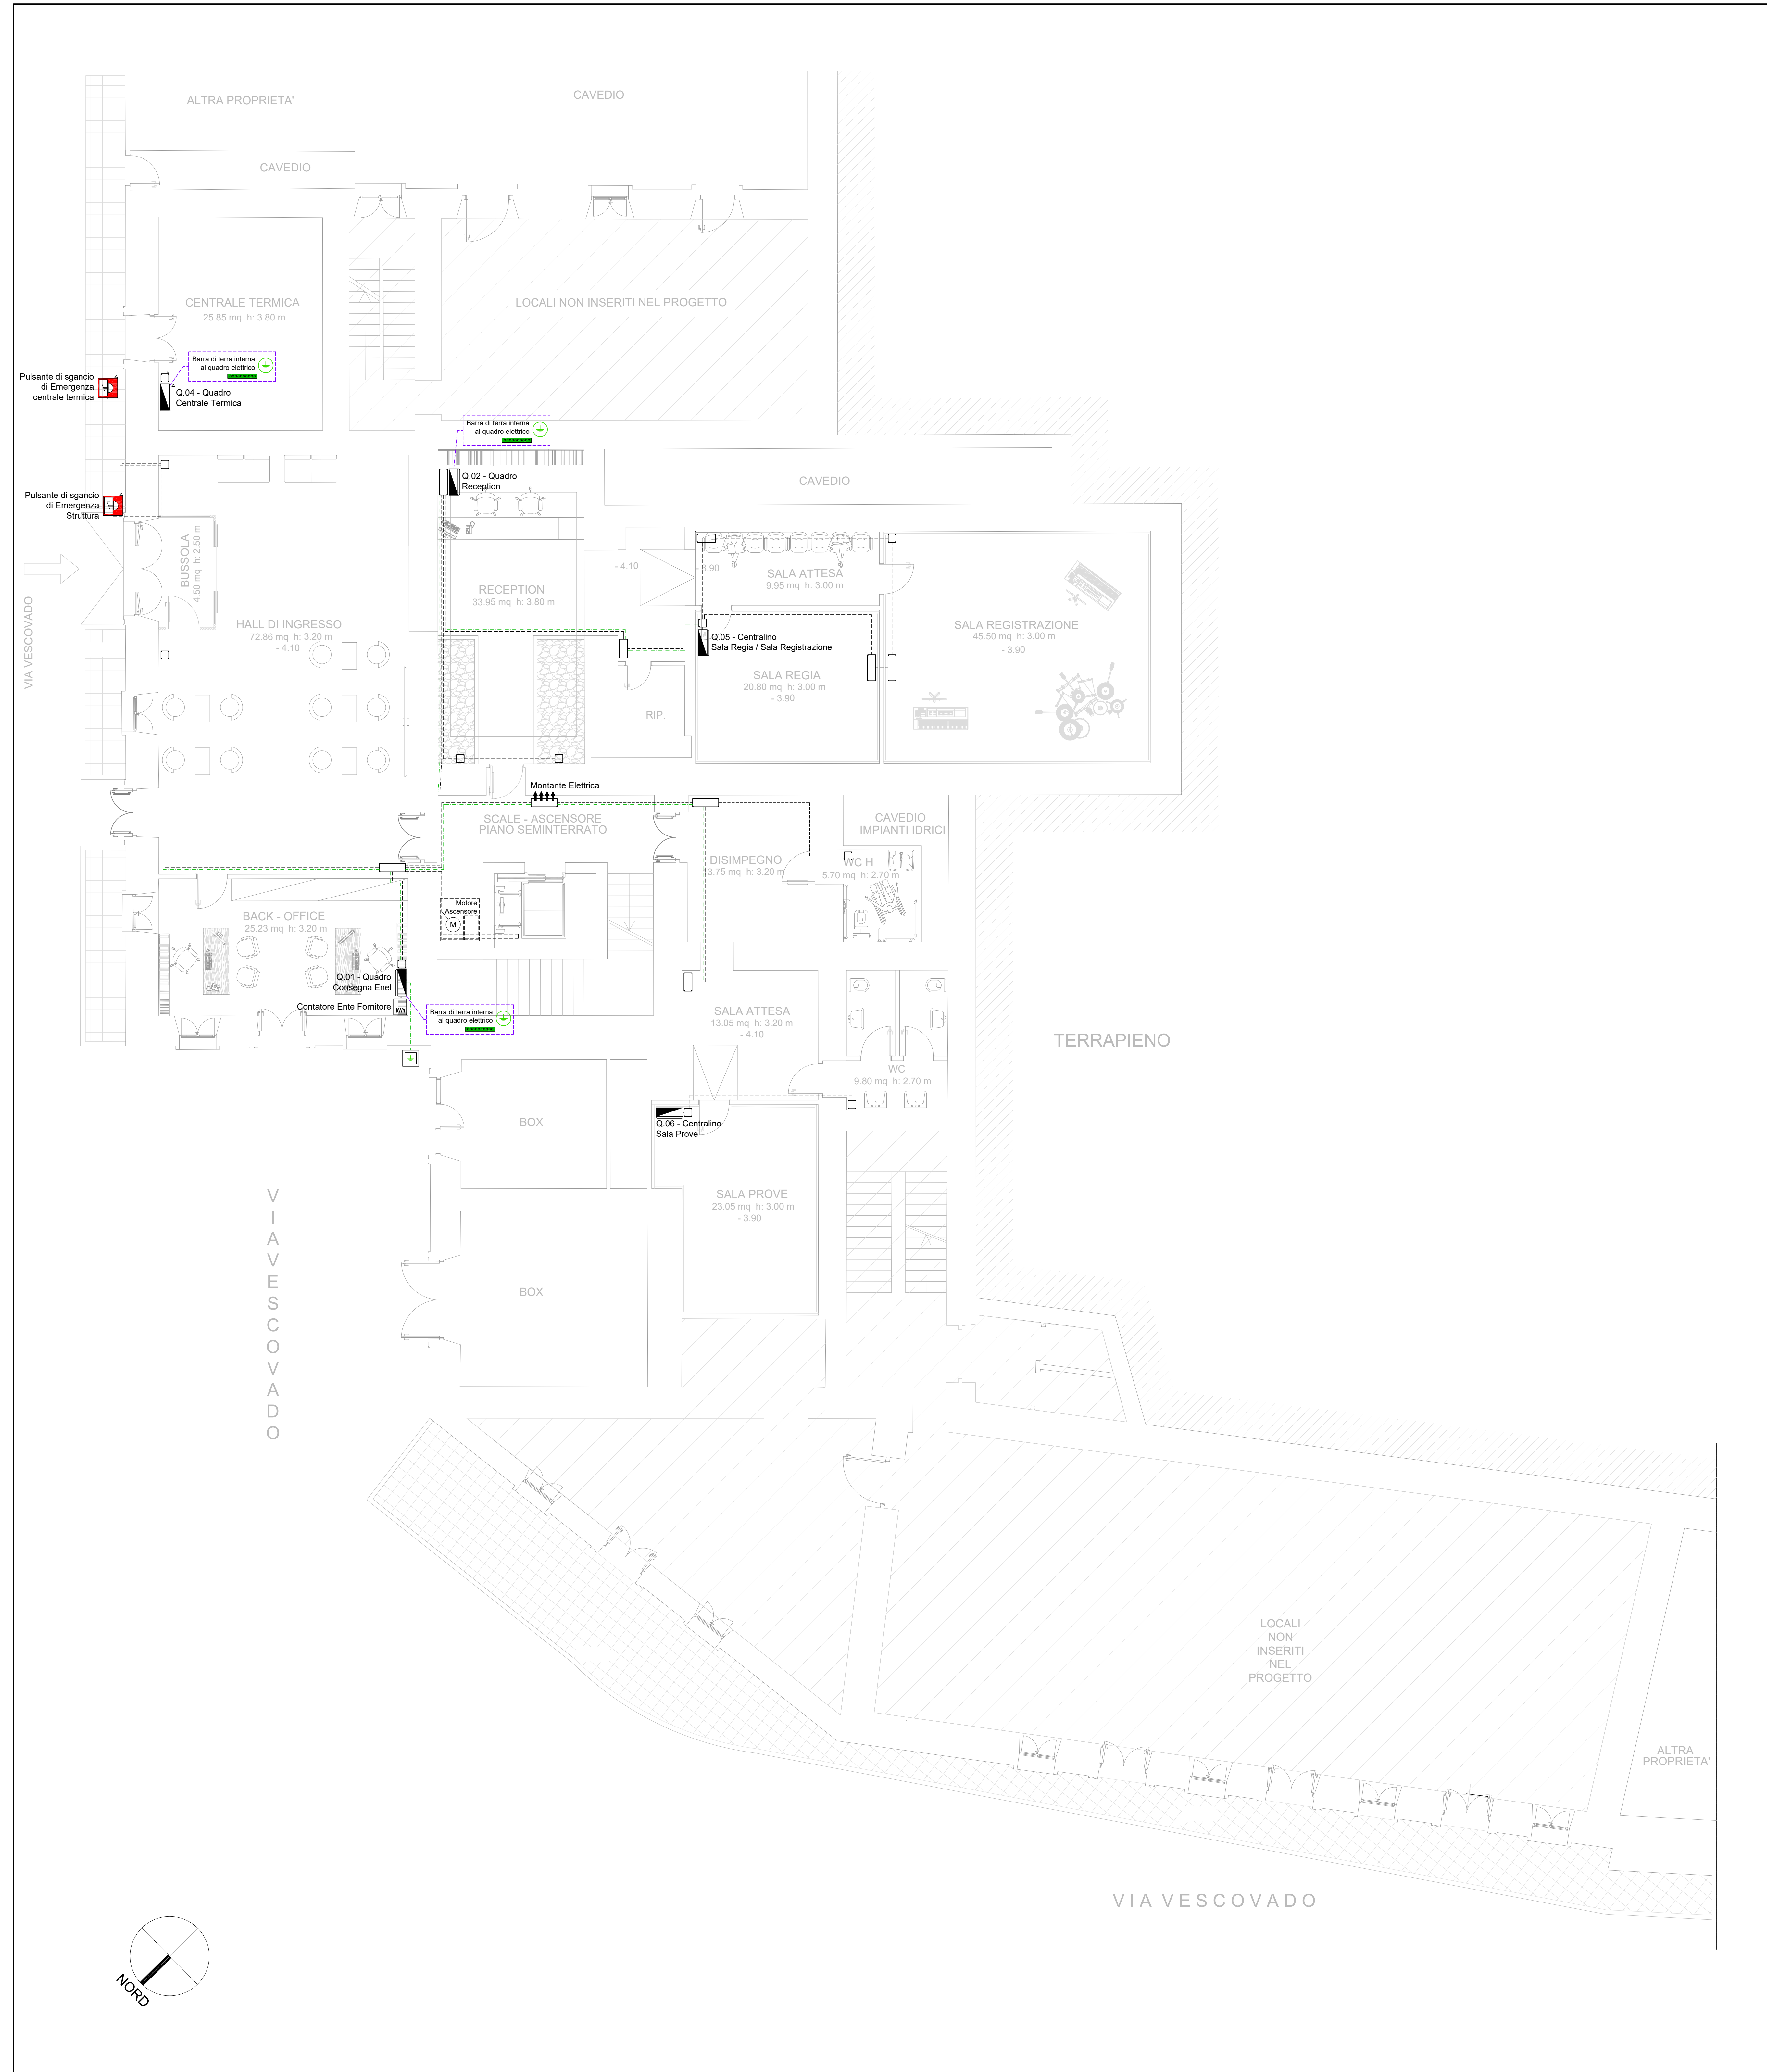 ALTRA PROPRIETA'
CAVEDIO
CAVEDIO
CENTRALE TERMICA
25.85 mq h: 3.80 m
LOCALI NON INSERITI NEL PROGETTO
Barra di terra interna
al quadro elettrico
Pulsante di sgancio
di Emergenza
centrale termica
Q.04 - Quadro
Centrale Termica
Barra di terra interna
al quadro elettrico
Q.02 - Quadro
Reception
CAVEDIO
Pulsante di sgancio
di Emergenza
Struttura
BUSSOLA
4.50 mq h: 2.50 m
VIA VESCOVADO
HALL DI INGRESSO
72.86 mq h: 3.20 m
- 4.10
RECEPTION
33.95 mq h: 3.80 m
- 4.10
- 3.90
SALA ATTESA
9.95 mq h: 3.00 m
SALA REGISTRAZIONE
45.50 mq h: 3.00 m
- 3.90
Q.05 - Centralino
Sala Regia / Sala Registrazione
SALA REGIA
20.80 mq h: 3.00 m
- 3.90
RIP.
Montante Elettrica
SCALE - ASCENSORE
PIANO SEMINTERRATO
CAVEDIO
IMPIANTI IDRICI
DISIMPEGNO
3.75 mq h: 3.20 m
WC H
5.70 mq h: 2.70 m
Motore
Ascensore
M
BACK - OFFICE
25.23 mq h: 3.20 m
Q.01 - Quadro
Consegna Enel
Contatore Ente Fornitore
kWh
Barra di terra interna
al quadro elettrico
SALA ATTESA
13.05 mq h: 3.20 m
- 4.10
TERRAPIENO
WC
9.80 mq h: 2.70 m
BOX
Q.06 - Centralino
Sala Prove
SALA PROVE
23.05 mq h: 3.00 m
- 3.90
V
I
A
V
E
S
C
O
V
A
D
O
BOX
LOCALI
NON
INSERITI
NEL
PROGETTO
ALTRA
PROPRIETA'
VIA VESCOVADO
NORD